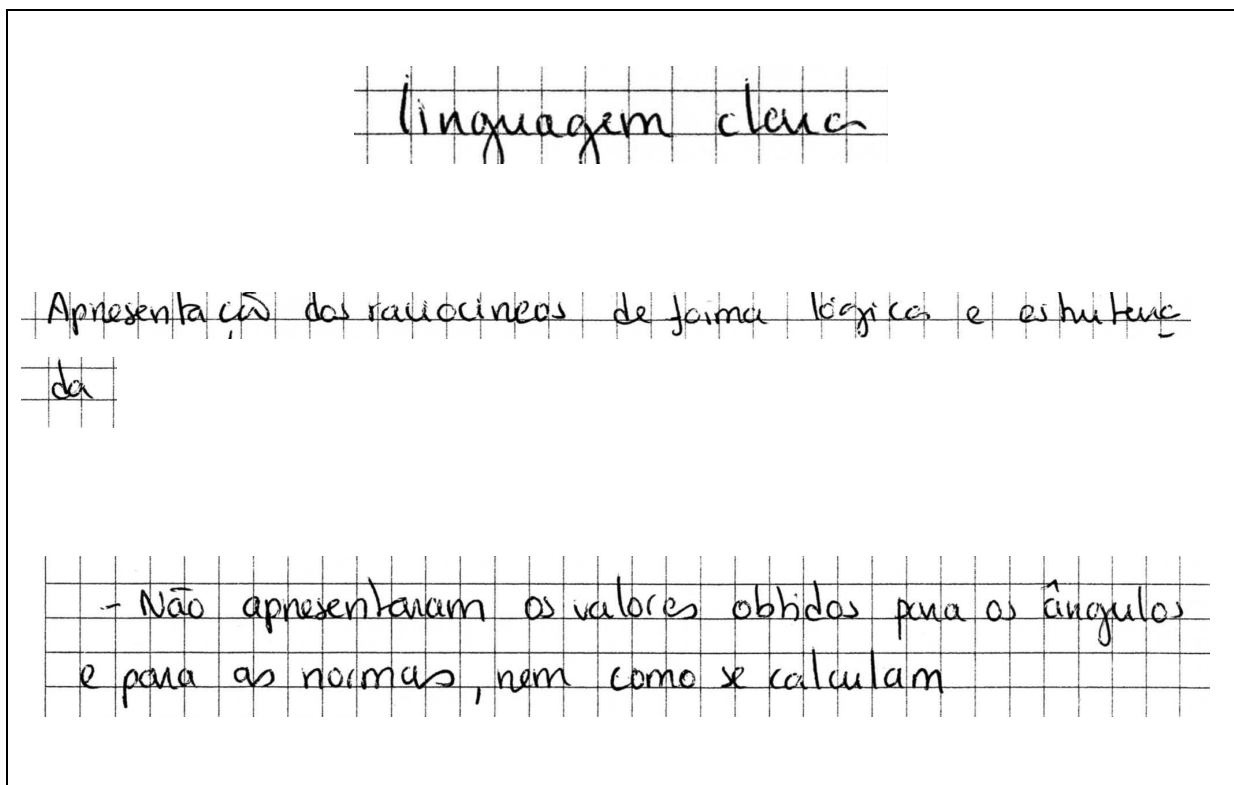 linguagem clara
Apresentação dos raciocíneos de forma lógica e estrutura
da
- Não apresentaram os valores obtidos para os ângulos
e para as normas, nem como se calculam